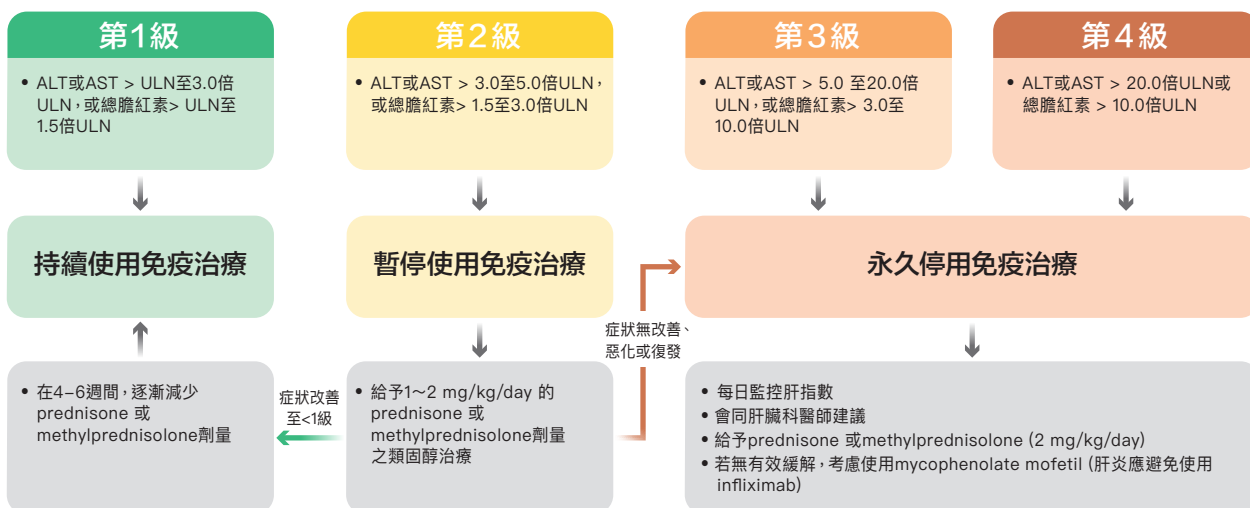 第1級
• ALT或AST > ULN至3.0倍
ULN，或總膽紅素> ULN至
1.5倍ULN
第2級
• ALT或AST > 3.0至5.0倍ULN，
或總膽紅素> 1.5至3.0倍ULN
第3級
• ALT或AST > 5.0 至20.0倍
ULN，或總膽紅素> 3.0至
10.0倍ULN
第4級
• ALT或AST > 20.0倍ULN或
總膽紅素 > 10.0倍ULN
持續使用免疫治療
暫停使用免疫治療
永久停用免疫治療
• 在4–6週間，逐漸減少
prednisone 或
methylprednisolone劑量
症狀改善
至<1級
• 給予1～2 mg/kg/day 的
prednisone 或
methylprednisolone劑量
之類固醇治療
症狀無改善、
惡化或復發
• 每日監控肝指數
• 會同肝臟科醫師建議
• 給予prednisone 或methylprednisolone (2 mg/kg/day)
• 若無有效緩解，考慮使用mycophenolate mofetil (肝炎應避免使用
infliximab)